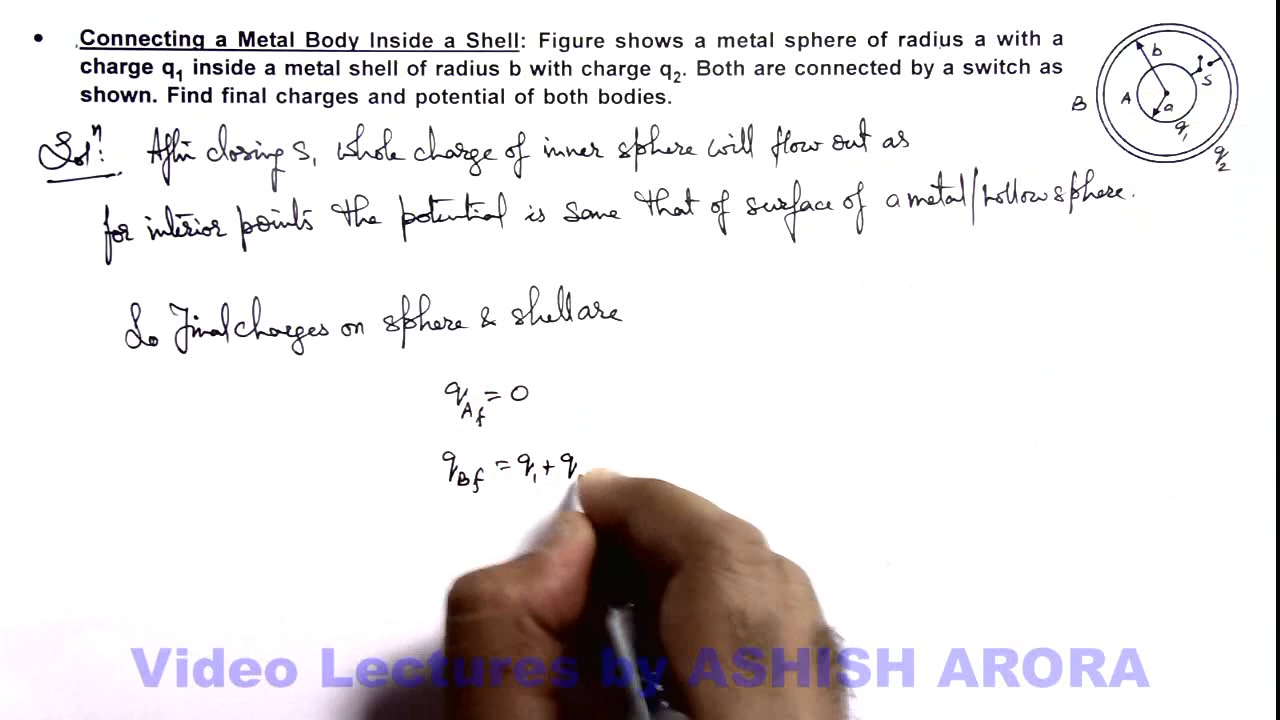 • Connecting a Metal Body Inside a Shell: Figure shows a metal sphere of radius a with a
charge q₁ inside a metal shell of radius b with charge q₂. Both are connected by a switch as
shown. Find final charges and potential of both bodies.
b
S
B
A
a
q₁
q₂
Solⁿ: After closing S, whole charge of inner sphere will flow out as
for interior points the potential is same that of surface of a metal/hollow sphere.
So Final charges on sphere & shell are
q_Af = 0
q_Bf = q₁ + q
Video Lectures by ASHISH ARORA